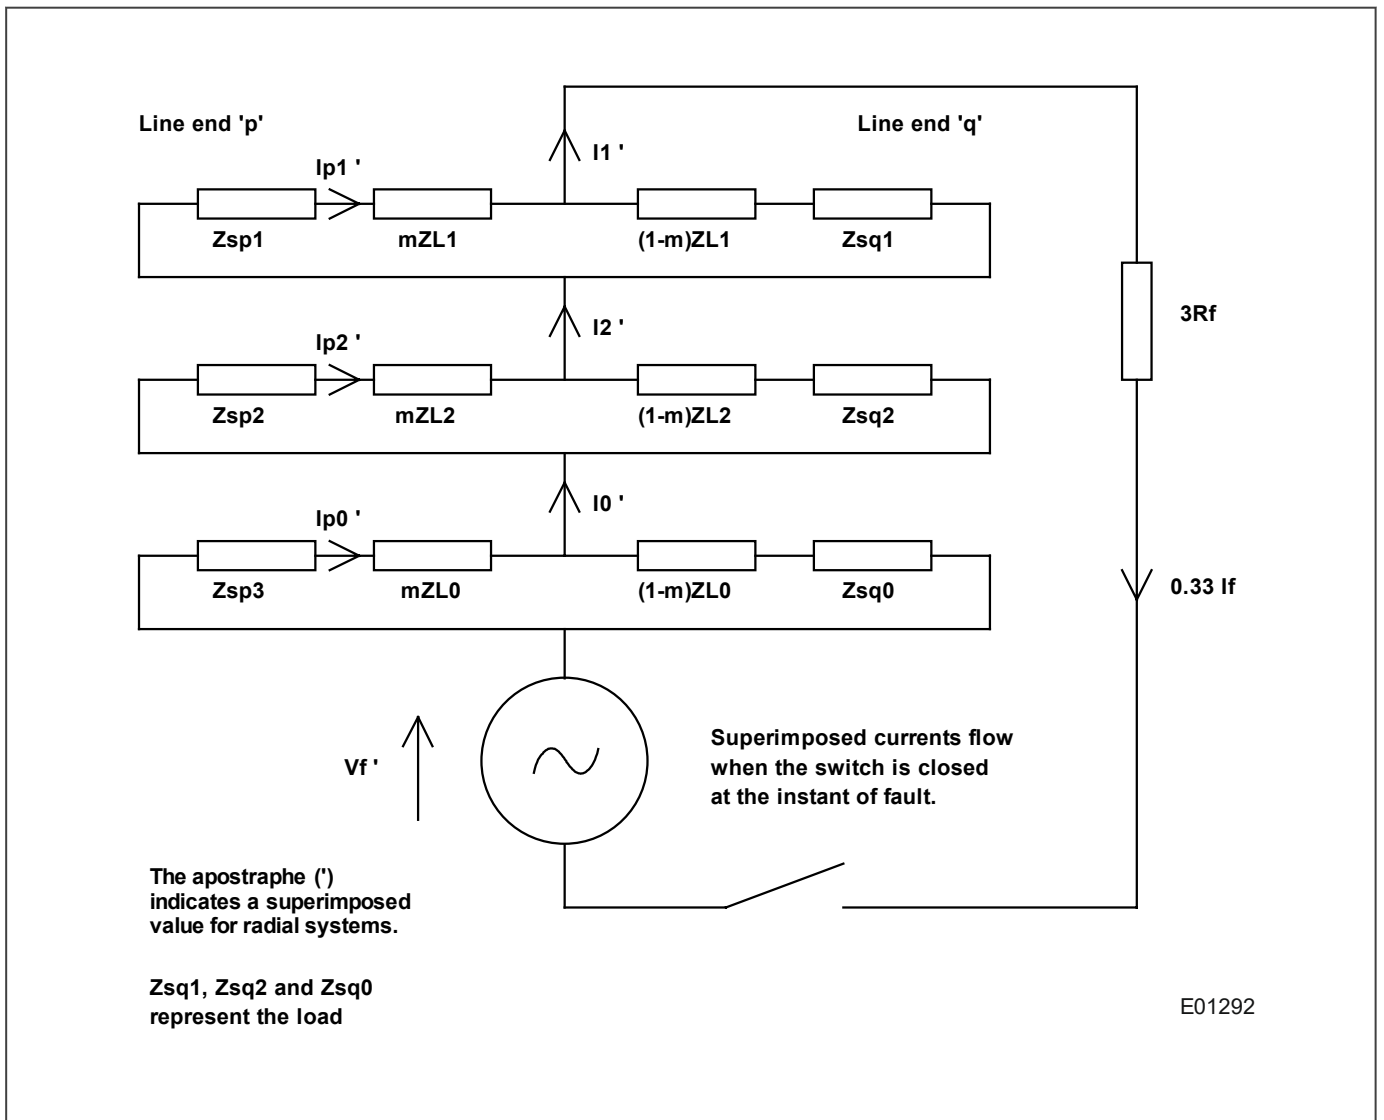 Line end 'p'
Line end 'q'
Ip1 '
I1 '
Zsp1
mZL1
(1-m)ZL1
Zsq1
3Rf
Ip2 '
I2 '
Zsp2
mZL2
(1-m)ZL2
Zsq2
Ip0 '
I0 '
Zsp3
mZL0
(1-m)ZL0
Zsq0
0.33 If
Vf '
Superimposed currents flow
when the switch is closed
at the instant of fault.
The apostraphe (')
indicates a superimposed
value for radial systems.
Zsq1, Zsq2 and Zsq0
represent the load
E01292